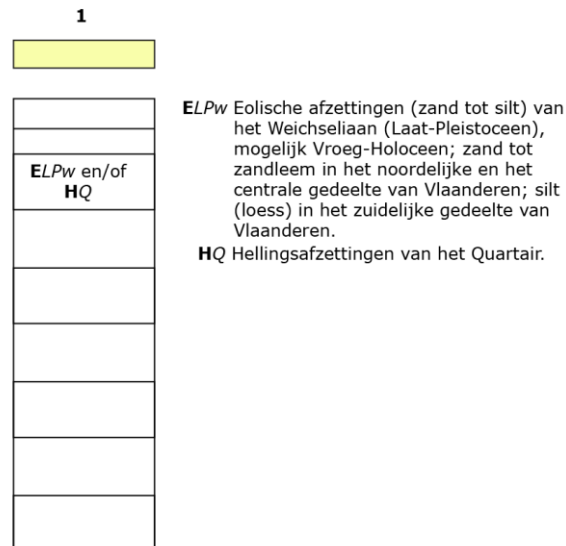 1
ELPw en/of
HQ
ELPw Eolische afzettingen (zand tot silt) van
het Weichseliaan (Laat-Pleistoceen),
mogelijk Vroeg-Holoceen; zand tot
zandleem in het noordelijke en het
centrale gedeelte van Vlaanderen; silt
(loess) in het zuidelijke gedeelte van
Vlaanderen.
HQ Hellingsafzettingen van het Quartair.